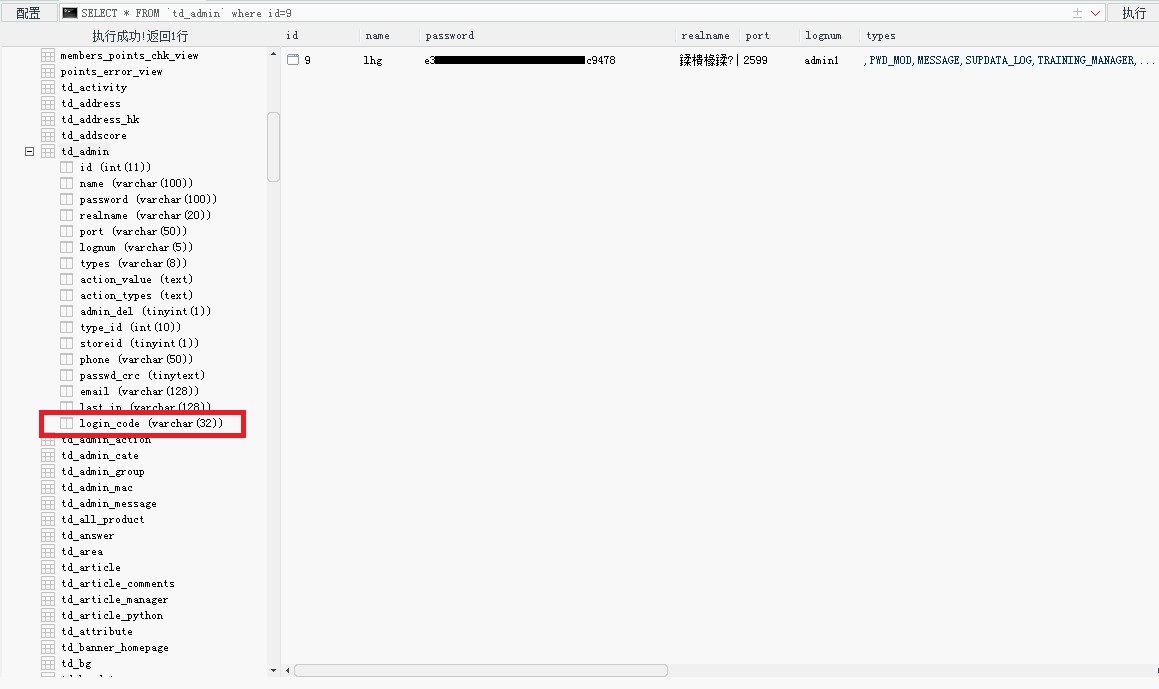 配置 SELECT * FROM `td_admin` where id=9 执行
执行成功!返回1行
id name password realname port lognum types
9 lhg e3 c9478 2599 admin1 ,PWD_MOD,MESSAGE,SUPDATA_LOG,TRAINING_MANAGER,...
members_points_chk_view
points_error_view
td_activity
td_address
td_address_hk
td_addscore
td_admin
id (int(11))
name (varchar(100))
password (varchar(100))
realname (varchar(20))
port (varchar(50))
lognum (varchar(5))
types (varchar(8))
action_value (text)
action_types (text)
admin_del (tinyint(1))
type_id (int(10))
storeid (tinyint(1))
phone (varchar(50))
passwd_crc (tinytext)
email (varchar(128))
last_ip (varchar(128))
login_code (varchar(32))
td_admin_action
td_admin_cate
td_admin_group
td_admin_mac
td_admin_message
td_all_product
td_answer
td_area
td_article
td_article_comments
td_article_manager
td_article_python
td_attribute
td_banner_homepage
td_bg